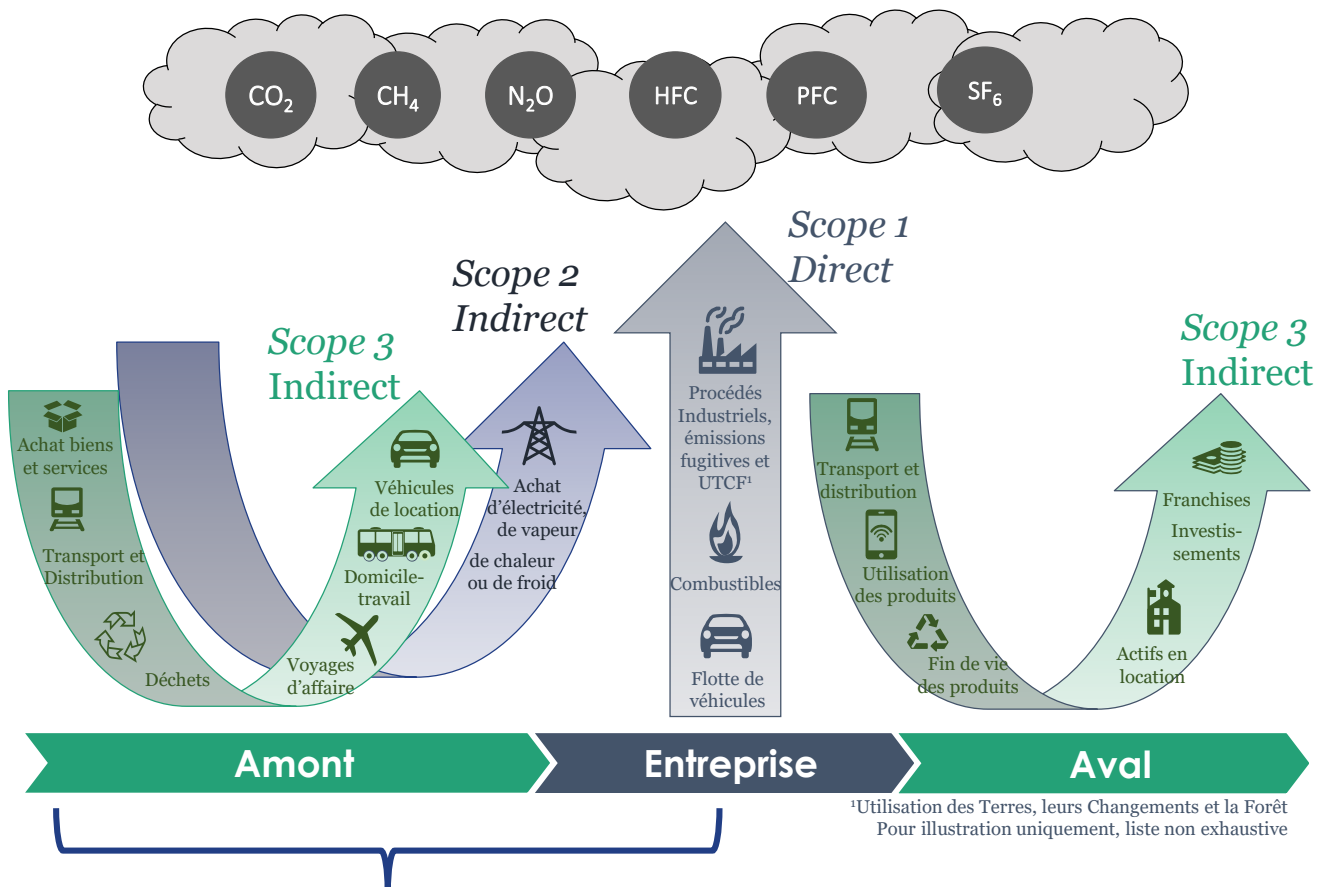 CO₂
CH₄
N₂O
HFC
PFC
SF₆
Scope 1
Direct
Scope 2
Indirect
Scope 3
Indirect
Scope 3
Indirect
Achat biens
et services
Transport et
Distribution
Déchets
Véhicules
de location
Domicile-
travail
Voyages
d'affaire
Achat
d'électricité,
de vapeur
de chaleur
ou de froid
Procédés
Industriels,
émissions
fugitives et
UTCF¹
Combustibles
Flotte de
véhicules
Transport et
distribution
Utilisation
des produits
Fin de vie
des produits
Franchises
Investis-
sements
Actifs en
location
Amont
Entreprise
Aval
¹Utilisation des Terres, leurs Changements et la Forêt
Pour illustration uniquement, liste non exhaustive